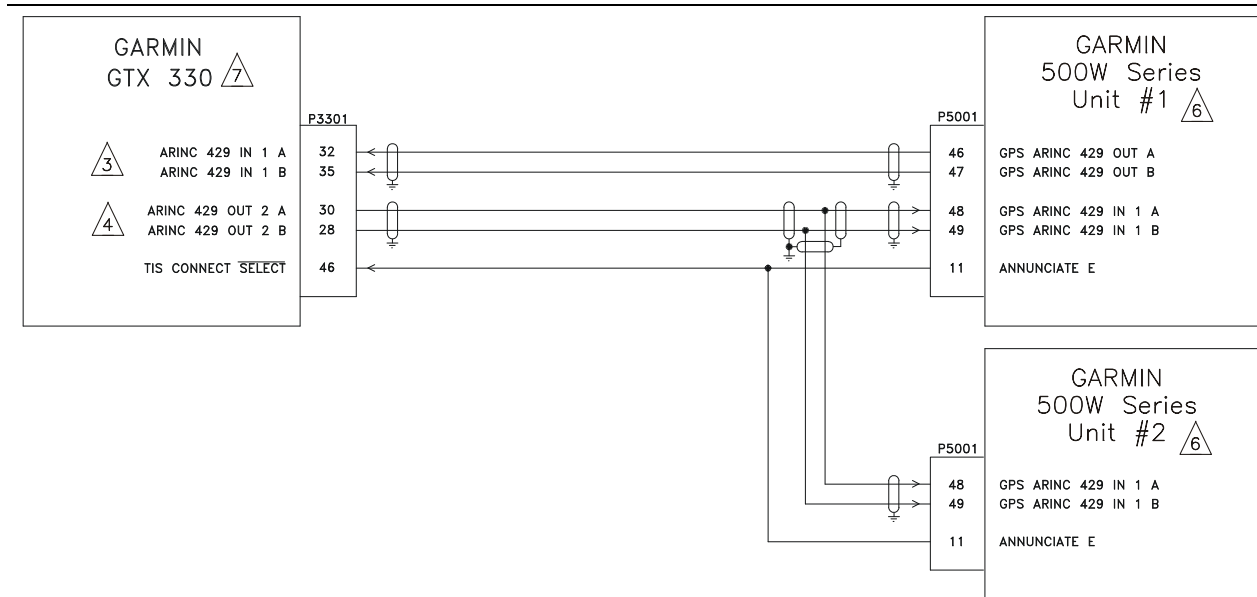 GARMIN
GTX 330 7
P3301
3
ARINC 429 IN 1 A 32
ARINC 429 IN 1 B 35
4
ARINC 429 OUT 2 A 30
ARINC 429 OUT 2 B 28
TIS CONNECT SELECT 46
GARMIN
500W Series
Unit #1 6
P5001
46 GPS ARINC 429 OUT A
47 GPS ARINC 429 OUT B
48 GPS ARINC 429 IN 1 A
49 GPS ARINC 429 IN 1 B
11 ANNUNCIATE E
GARMIN
500W Series
Unit #2 6
P5001
48 GPS ARINC 429 IN 1 A
49 GPS ARINC 429 IN 1 B
11 ANNUNCIATE E